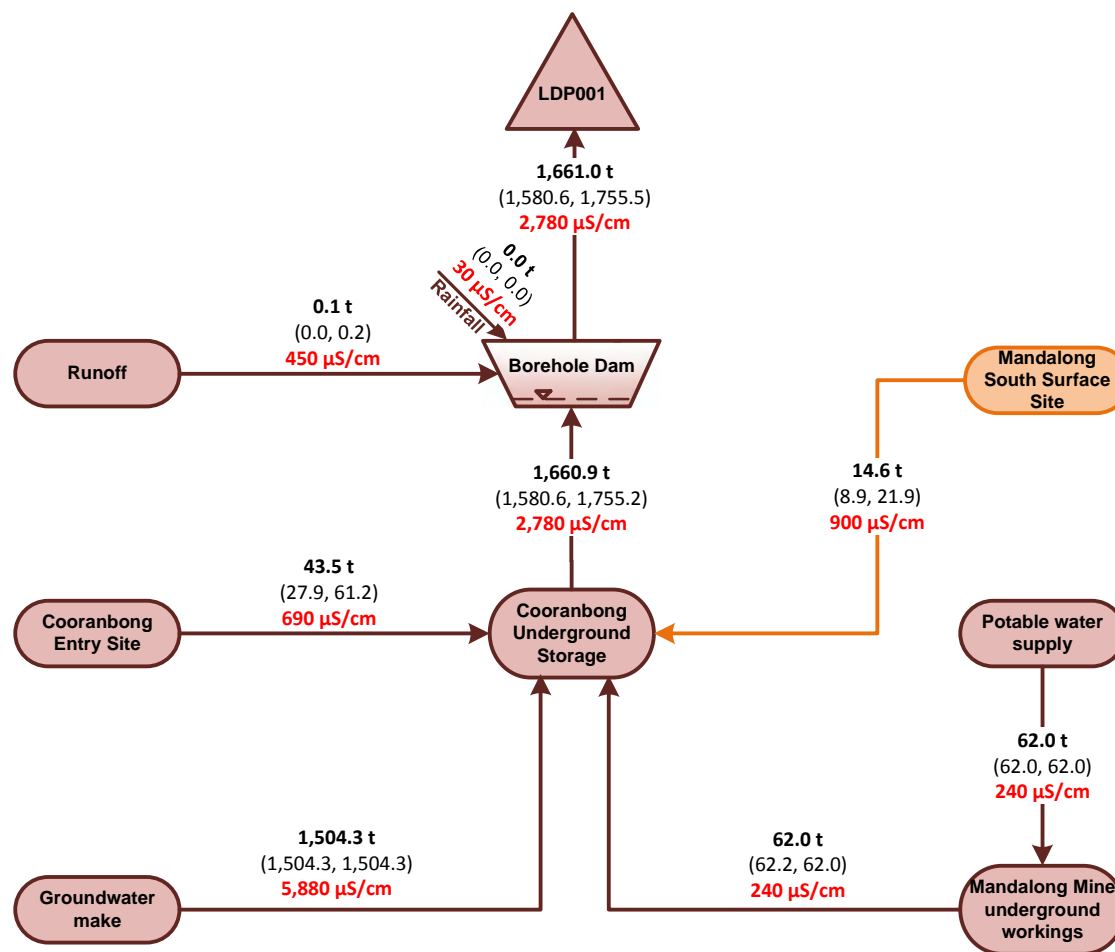 LDP001
1,661.0 t
(1,580.6, 1,755.5)
2,780 µS/cm
0.0 t
(0.0, 0.0)
30 µS/cm
Rainfall
0.1 t
(0.0, 0.2)
450 µS/cm
Runoff
Borehole Dam
Mandalong
South Surface
Site
1,660.9 t
(1,580.6, 1,755.2)
2,780 µS/cm
14.6 t
(8.9, 21.9)
900 µS/cm
43.5 t
(27.9, 61.2)
690 µS/cm
Cooranbong
Entry Site
Cooranbong
Underground
Storage
Potable water
supply
62.0 t
(62.0, 62.0)
240 µS/cm
1,504.3 t
(1,504.3, 1,504.3)
5,880 µS/cm
62.0 t
(62.2, 62.0)
240 µS/cm
Groundwater
make
Mandalong Mine
underground
workings